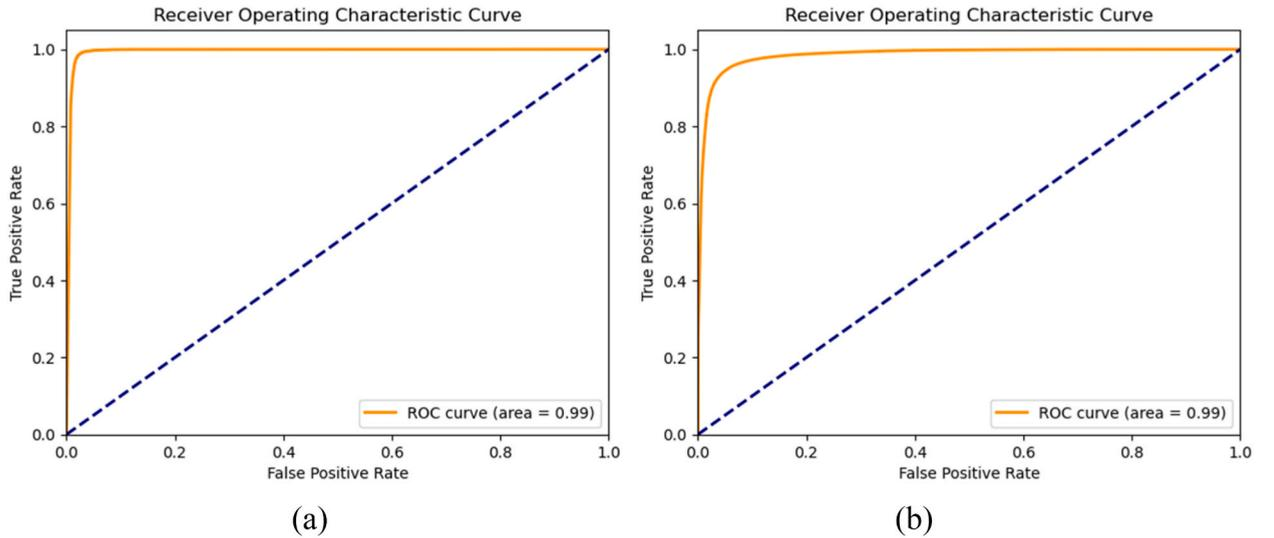 Receiver Operating Characteristic Curve
True Positive Rate
1.0
0.8
0.6
0.4
0.2
0.0
ROC curve (area = 0.99)
0.0 0.2 0.4 0.6 0.8 1.0
False Positive Rate
(a)
Receiver Operating Characteristic Curve
True Positive Rate
1.0
0.8
0.6
0.4
0.2
0.0
ROC curve (area = 0.99)
0.0 0.2 0.4 0.6 0.8 1.0
False Positive Rate
(b)